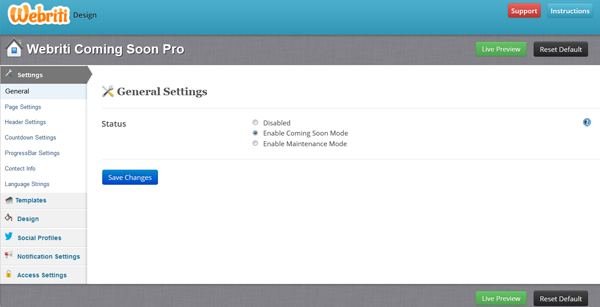 Webriti Design
Support
Instructions
Webriti Coming Soon Pro
Live Preview
Reset Default
Settings
General
Page Settings
Header Settings
Countdown Settings
ProgressBar Settings
Contect Info
Language Strings
Templates
Design
Social Profiles
Notification Settings
Access Settings
General Settings
Status
Disabled
Enable Coming Soon Mode
Enable Maintenance Mode
?
Save Changes
Live Preview
Reset Default